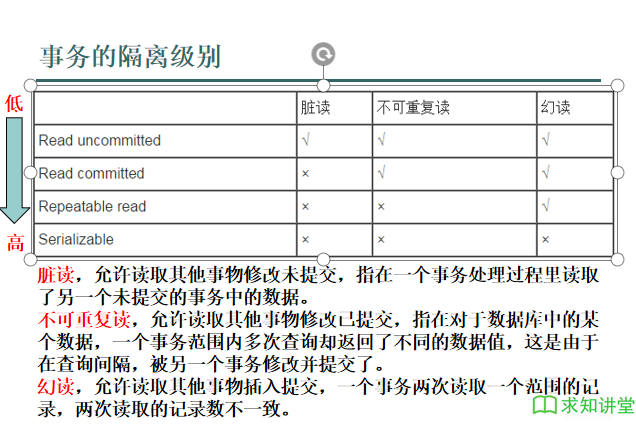 事务的隔离级别
低
脏读 不可重复读 幻读
Read uncommitted √ √ √
Read committed × √ √
Repeatable read × × √
Serializable × × ×
高
脏读，允许读取其他事物修改未提交，指在一个事务处理过程里读取
了另一个未提交的事务中的数据。
不可重复读，允许读取其他事物修改已提交，指在对于数据库中的某
个数据，一个事务范围内多次查询却返回了不同的数据值，这是由于
在查询间隔，被另一个事务修改并提交了。
幻读，允许读取其他事物插入提交，一个事务两次读取一个范围的记
录，两次读取的记录数不一致。
求知讲堂